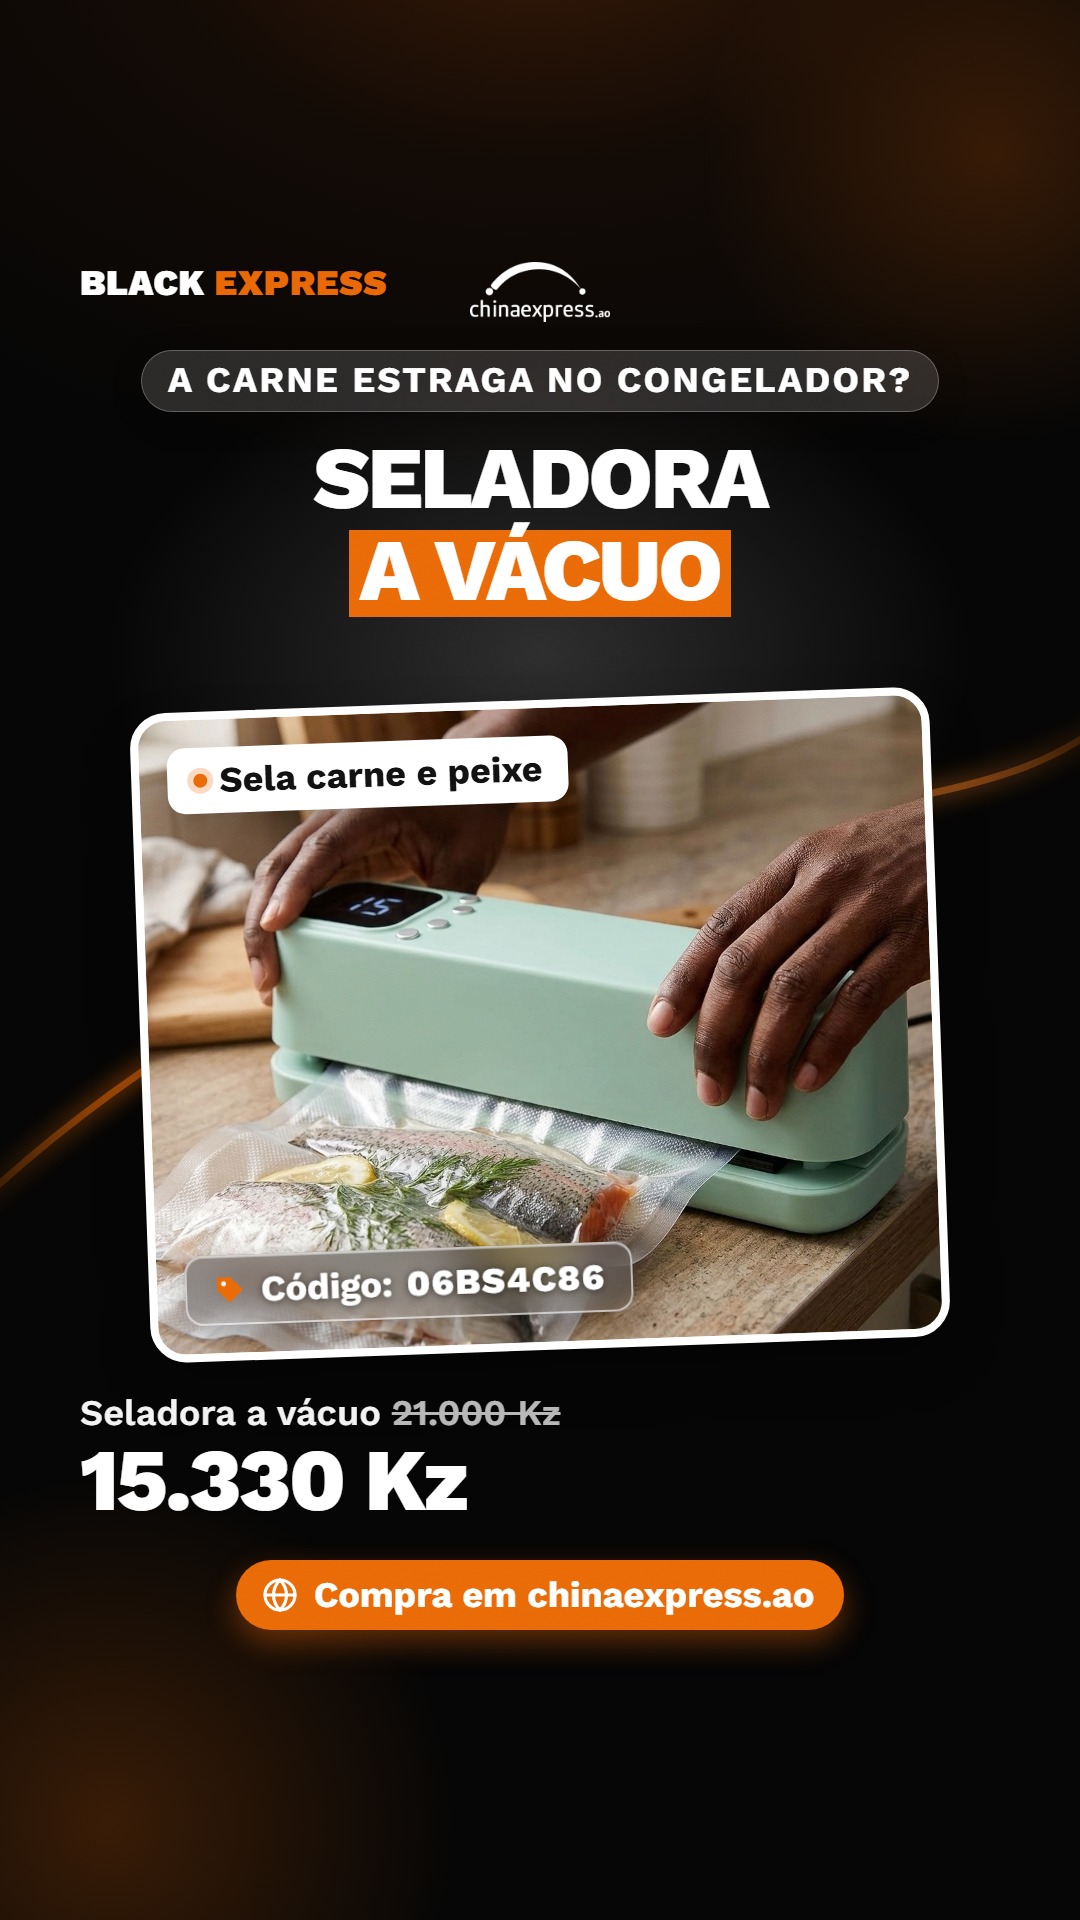 BLACK EXPRESS
chinaexpress.ao
A CARNE ESTRAGA NO CONGELADOR?
SELADORA
A VÁCUO
Sela carne e peixe
15
Código: 06BS4C86
Seladora a vácuo 21.000 Kz
15.330 Kz
Compra em chinaexpress.ao